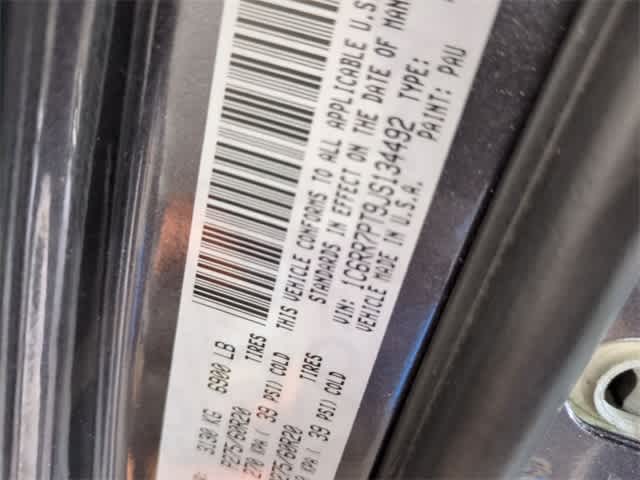 3130 KG 6900 LB
P275/60R20 TIRES
270 KPA( 39 PSI) COLD
275/60R20 TIRES
KPA( 39 PSI) COLD
THIS VEHICLE CONFORMS TO ALL APPLICABLE U.S
STANDARDS IN EFFECT ON THE DATE OF MAN
VIN: 1C6RR7PT9JS134492 TYPE:
VEHICLE MADE IN U.S.A. PAINT: PAU